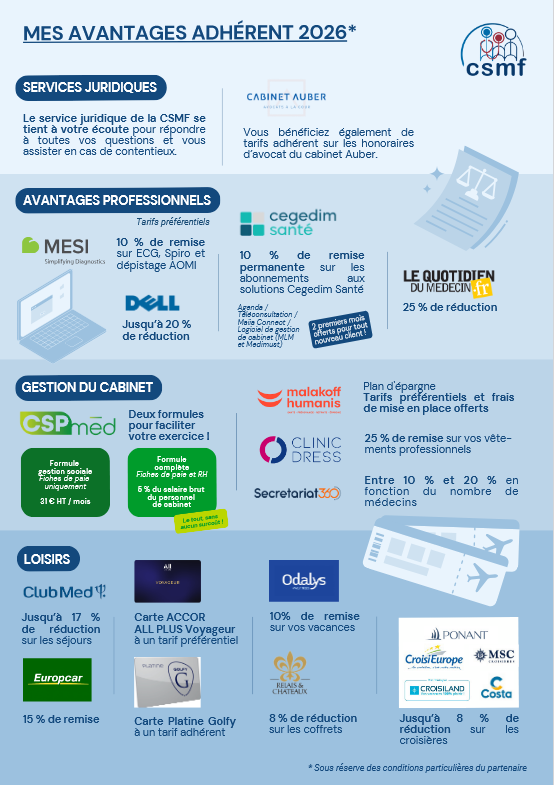 MES AVANTAGES ADHÉRENT 2026*
csmf
SERVICES JURIDIQUES
Le service juridique de la CSMF se
tient à votre écoute pour répondre
à toutes vos questions et vous
assister en cas de contentieux.
CABINET AUBER
AVOCATS À LA COUR
Vous bénéficiez également de
tarifs adhérent sur les honoraires
d'avocat du cabinet Auber.
AVANTAGES PROFESSIONNELS
Tarifs préférentiels
MESI
Simplifying Diagnostics
10 % de remise
sur ECG, Spiro et
dépistage AOMI
DELL
Jusqu'à 20 %
de réduction
cegedim
santé
10 % de remise
permanente sur les
abonnements aux
solutions Cegedim Santé
Agenda /
Téléconsultation /
Maiia Connect /
Logiciel de gestion
de cabinet (MLM
et Medimust)
2 premiers mois
offerts pour tout
nouveau client !
LE QUOTIDIEN
DU MEDECIN.fr
25 % de réduction
GESTION DU CABINET
CSPmed
Deux formules
pour faciliter
votre exercice !
Formule
gestion sociale
Fiches de paie
uniquement
31 € HT / mois
Formule
complète
Fiches de paie et RH
5 % du salaire brut
du personnel
de cabinet
Le tout, sans
aucun surcoût !
malakoff
humanis
Plan d'épargne
Tarifs préférentiels et frais
de mise en place offerts
CLINIC
DRESS
25 % de remise sur vos vête-
ments professionnels
Secretariat360
Entre 10 % et 20 % en
fonction du nombre de
médecins
LOISIRS
Club Med
Jusqu'à 17 %
de réduction
sur les séjours
All
VOYAGEUR
Carte ACCOR
ALL PLUS Voyageur
à un tarif préférentiel
Odalys
10% de remise
sur vos vacances
Europcar
15 % de remise
PLATINE
GOLFY
G
Carte Platine Golfy
à un tarif adhérent
RELAIS &
CHATEAUX
8 % de réduction
sur les coffrets
PONANT
CroisiEurope
MSC
CROISIÈRES
CROISILAND
Costa
Jusqu'à 8 % de
réduction sur les
croisières
* Sous réserve des conditions particulières du partenaire